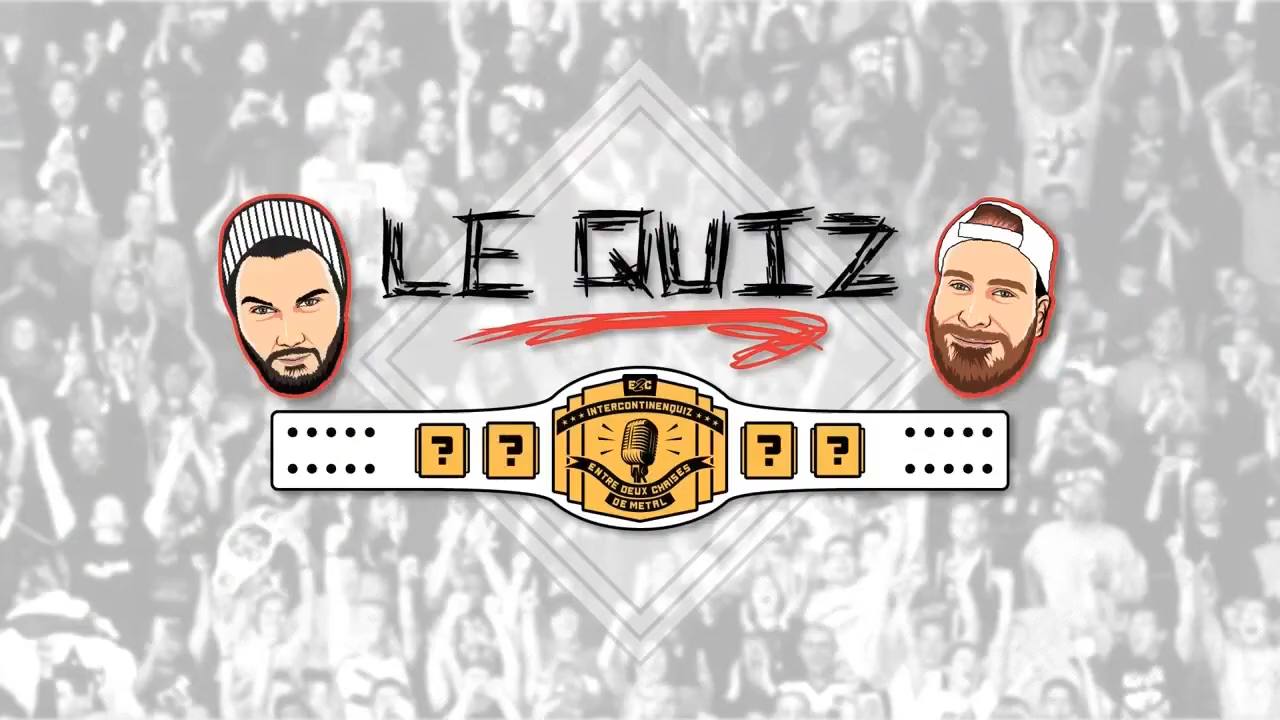 LE QUIZ
E2C
INTERCONTINENQUIZ
? ? ? ?
ENTRE DEUX CHAISES
DE METAL